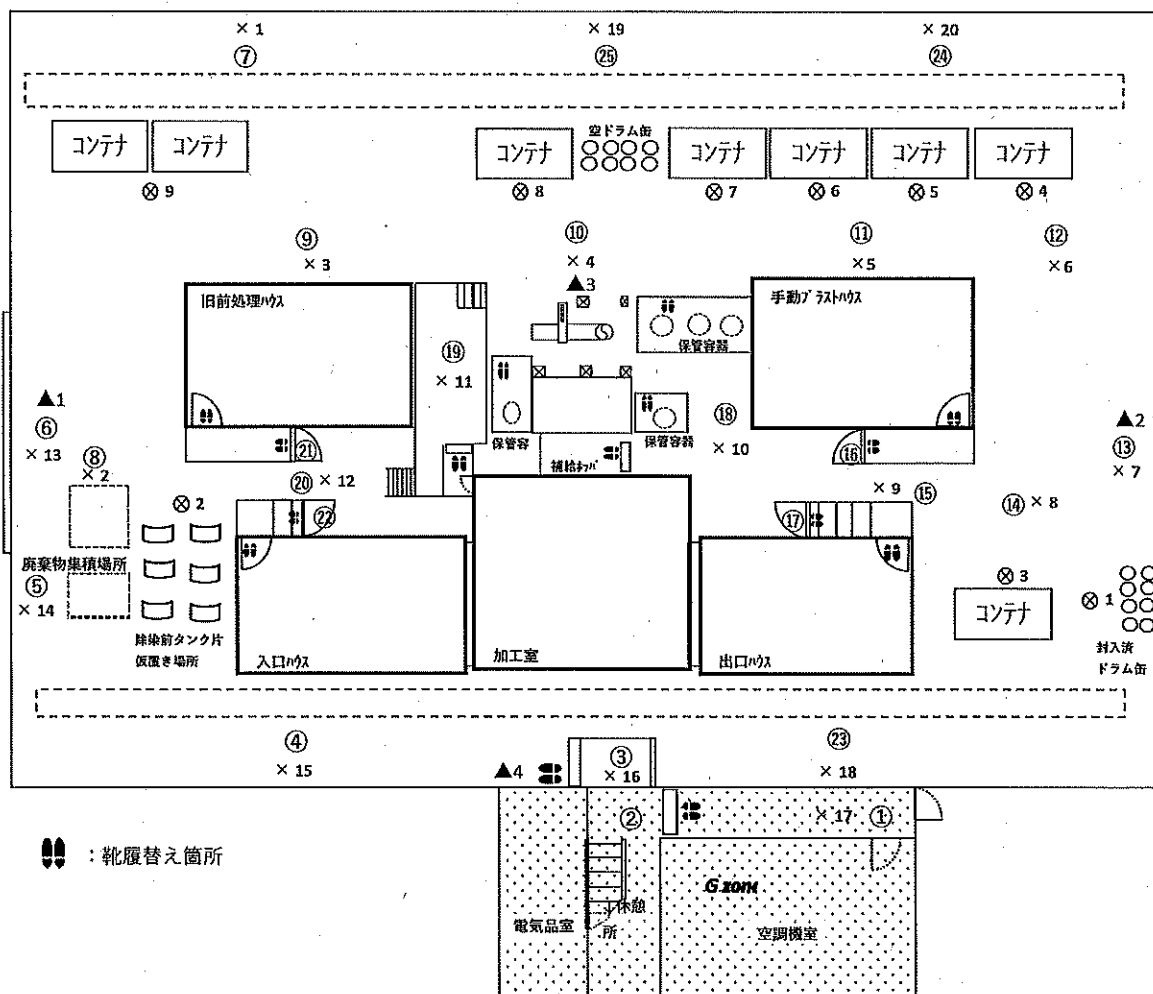 × 1
× 19
× 20
⑦
㉕
㉔
コンテナ
コンテナ
コンテナ
空ドラム缶
コンテナ
コンテナ
コンテナ
コンテナ
⊗ 9
⊗ 8
⊗ 7
⊗ 6
⊗ 5
⊗ 4
⑨
⑩
⑪
⑫
× 3
× 4
×5
× 6
▲3
旧前処理ハウス
手動ブラストハウス
保管容器
⑲
× 11
▲1
⑥
× 13
⑱
× 10
▲2
⑬
× 7
保管容
保管容器
補給ホッパ
㉑
⑯
⑧
× 2
⑳
× 12
× 9
⑮
⑭
× 8
⊗ 2
㉒
⑰
廃棄物集積場所
⑤
× 14
⊗ 3
⊗ 1
コンテナ
除染前タンク片
仮置き場所
入口ハウス
加工室
出口ハウス
封入済
ドラム缶
④
× 15
▲4
③
× 16
㉓
× 18
②
× 17
①
：靴履替え箇所
G zone
電気品室
休憩
所
空調機室